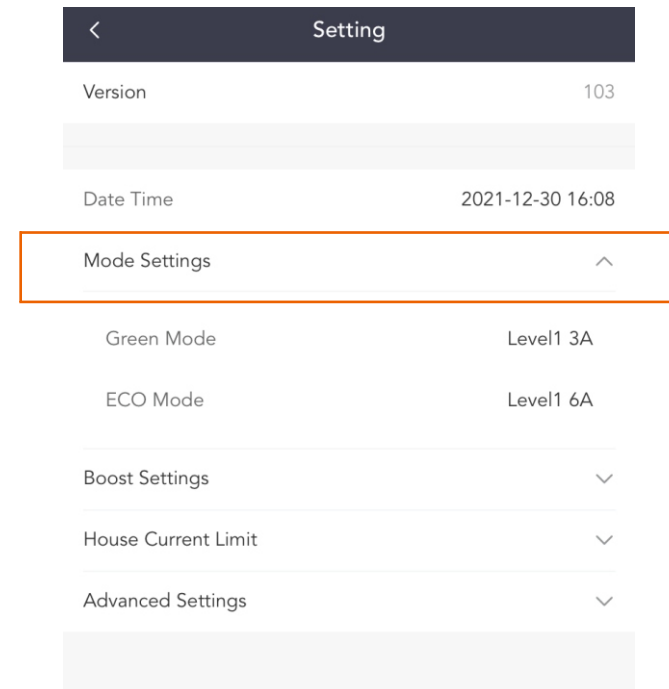 Setting
Version 103
Date Time 2021-12-30 16:08
Mode Settings
Green Mode Level1 3A
ECO Mode Level1 6A
Boost Settings
House Current Limit
Advanced Settings